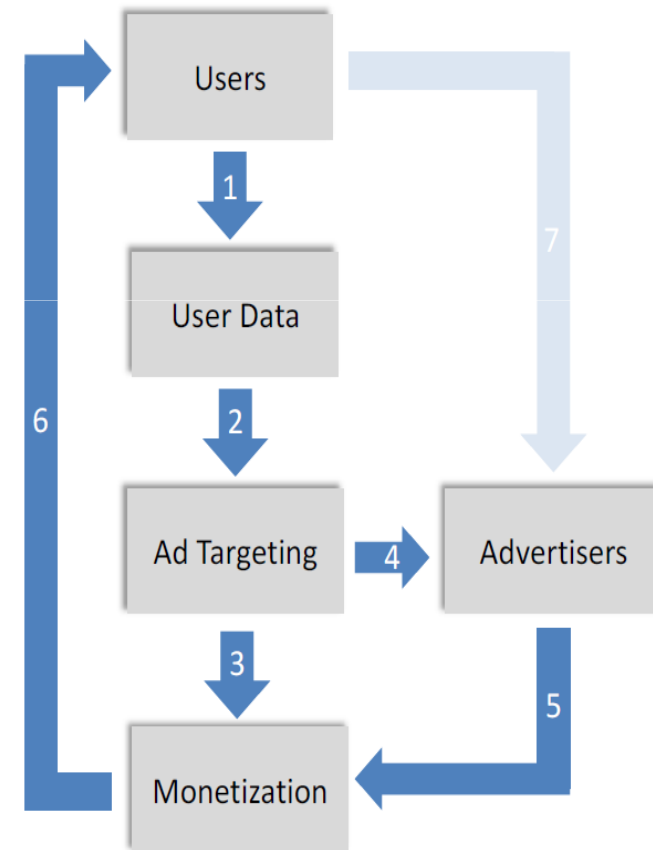 Users
1
7
User Data
6
2
Ad Targeting
4
Advertisers
3
5
Monetization